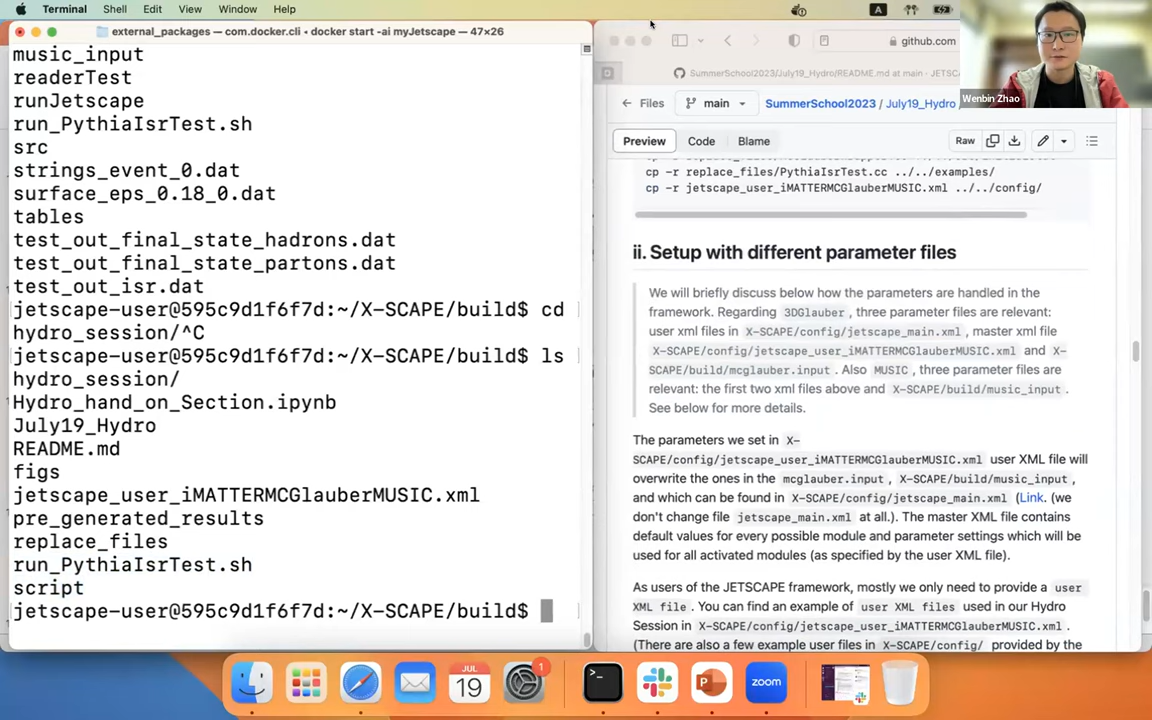 Terminal Shell Edit View Window Help
A
external_packages — com.docker.cli • docker start -ai myJetscape — 47×26
music_input
readerTest
runJetscape
run_PythiaIsrTest.sh
src
strings_event_0.dat
surface_eps_0.18_0.dat
tables
test_out_final_state_hadrons.dat
test_out_final_state_partons.dat
test_out_isr.dat
jetscape-user@595c9d1f6f7d:~/X-SCAPE/build$ cd
hydro_session/^C
jetscape-user@595c9d1f6f7d:~/X-SCAPE/build$ ls
hydro_session/
Hydro_hand_on_Section.ipynb
July19_Hydro
README.md
figs
jetscape_user_iMATTERMCGlauberMUSIC.xml
pre_generated_results
replace_files
run_PythiaIsrTest.sh
script
jetscape-user@595c9d1f6f7d:~/X-SCAPE/build$
github.com
SummerSchool2023/July19_Hydro/README.md at main · JETSC
Wenbin Zhao
Files main SummerSchool2023 / July19_Hydro
Preview Code Blame Raw
cp -r replace_files/PythiaIsrTest.cc ../../examples/
cp -r jetscape_user_iMATTERMCGlauberMUSIC.xml ../../config/
ii. Setup with different parameter files
We will briefly discuss below how the parameters are handled in the
framework. Regarding 3DGlauber , three parameter files are relevant:
user xml files in X-SCAPE/config/jetscape_main.xml , master xml file
X-SCAPE/config/jetscape_user_iMATTERMCGlauberMUSIC.xml and X-
SCAPE/build/mcglauber.input . Also MUSIC , three parameter files are
relevant: the first two xml files above and X-SCAPE/build/music_input .
See below for more details.
The parameters we set in X-
SCAPE/config/jetscape_user_iMATTERMCGlauberMUSIC.xml user XML file will
overwrite the ones in the mcglauber.input , X-SCAPE/build/music_input ,
and which can be found in X-SCAPE/config/jetscape_main.xml (Link. (we
don't change file jetscape_main.xml at all.). The master XML file contains
default values for every possible module and parameter settings which will be
used for all activated modules (as specified by the user XML file).
As users of the JETSCAPE framework, mostly we only need to provide a user
XML file . You can find an example of user XML files used in our Hydro
Session in X-SCAPE/config/jetscape_user_iMATTERMCGlauberMUSIC.xml .
(There are also a few example user files in X-SCAPE/config/ provided by the
JUL
19
1
zoom